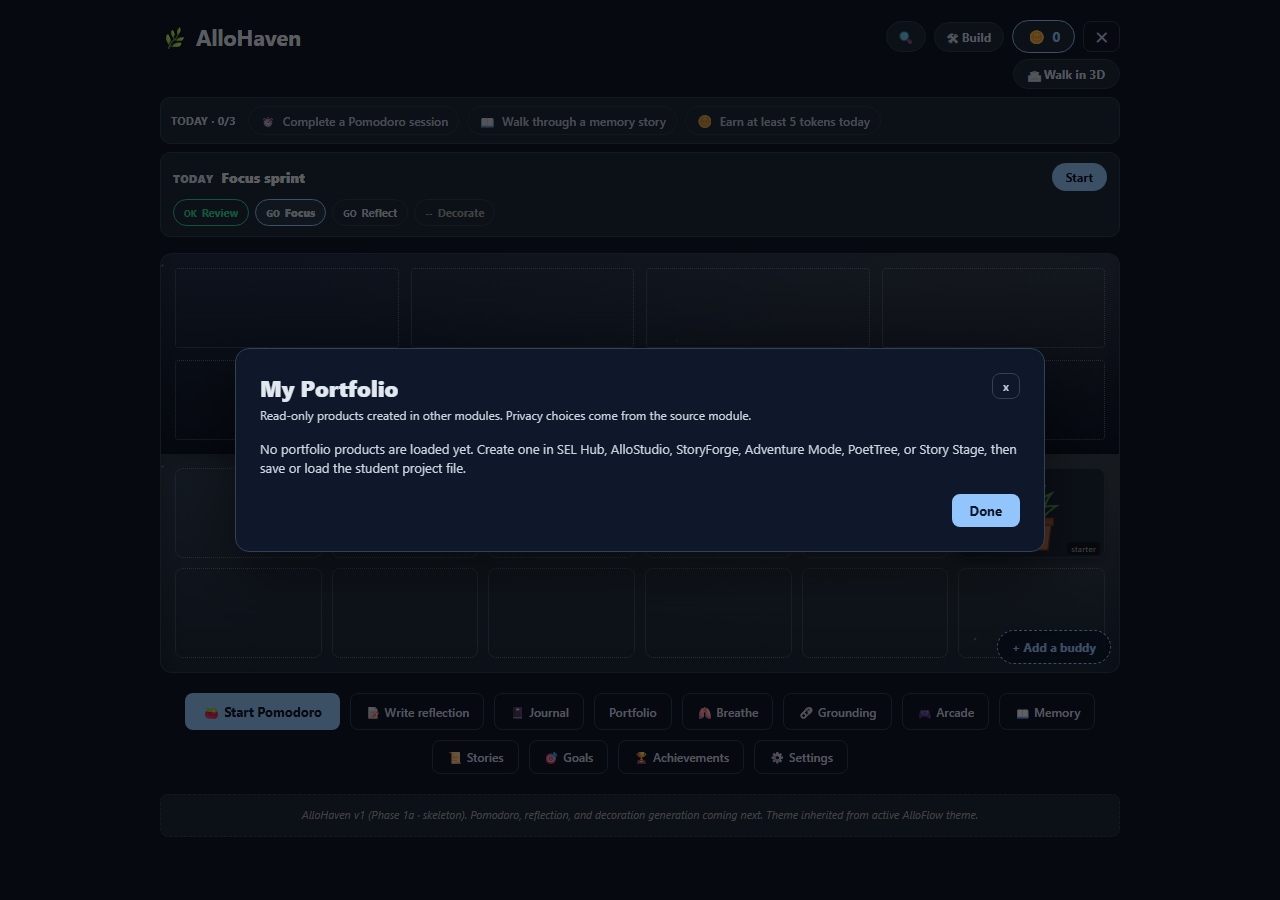 AlloHaven
Build
0
✕
Walk in 3D
TODAY · 0/3
Complete a Pomodoro session
Walk through a memory story
Earn at least 5 tokens today
TODAY Focus sprint
Start
OK Review
GO Focus
GO Reflect
-- Decorate
My Portfolio
x
Read-only products created in other modules. Privacy choices come from the source module.
No portfolio products are loaded yet. Create one in SEL Hub, AlloStudio, StoryForge, Adventure Mode, PoetTree, or Story Stage, then
save or load the student project file.
Done
starter
+ Add a buddy
Start Pomodoro
Write reflection
Journal
Portfolio
Breathe
Grounding
Arcade
Memory
Stories
Goals
Achievements
Settings
AlloHaven v1 (Phase 1a · skeleton). Pomodoro, reflection, and decoration generation coming next. Theme inherited from active AlloFlow theme.